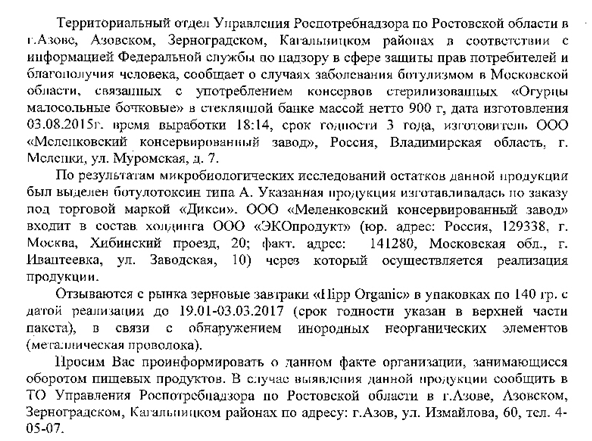 Территориальный отдел Управления Роспотребнадзора по Ростовской области в
г.Азове, Азовском, Зерноградском, Кагальницком районах в соответствии с
информацией Федеральной службы по надзору в сфере защиты прав потребителей и
благополучия человека, сообщает о случаях заболевания ботулизмом в Московской
области, связанных с употреблением консервов стерилизованных «Огурцы
малосольные бочковые» в стеклянной банке массой нетто 900 г, дата изготовления
03.08.2015г. время выработки 18:14, срок годности 3 года, изготовитель ООО
«Меленковский консервированный завод», Россия, Владимирская область, г.
Меленки, ул. Муромская, д. 7.
По результатам микробиологических исследований остатков данной продукции
был выделен ботулотоксин типа А. Указанная продукция изготавливалась по заказу
под торговой маркой «Дикси». ООО «Меленковский консервированный завод»
входит в состав холдинга ООО «ЭКОпродукт» (юр. адрес: Россия, 129338, г.
Москва, Хибинский проезд, 20; факт. адрес: 141280, Московская обл., г.
Ивантеевка, ул. Заводская, 10) через который осуществляется реализация
продукции.
Отзываются с рынка зерновые завтраки «Hipp Organic» в упаковках по 140 гр. с
датой реализации до 19.01-03.03.2017 (срок годности указан в верхней части
пакета), в связи с обнаружением инородных неорганических элементов
(металлическая проволока).
Просим Вас проинформировать о данном факте организации, занимающисся
оборотом пищевых продуктов. В случае выявления данной продукции сообщить в
ТО Управления Роспотребнадзора по Ростовской области в г.Азове, Азовском,
Зерноградском, Кагальницком районах по адресу: г.Азов, ул. Измайлова, 60, тел. 4-
05-07.